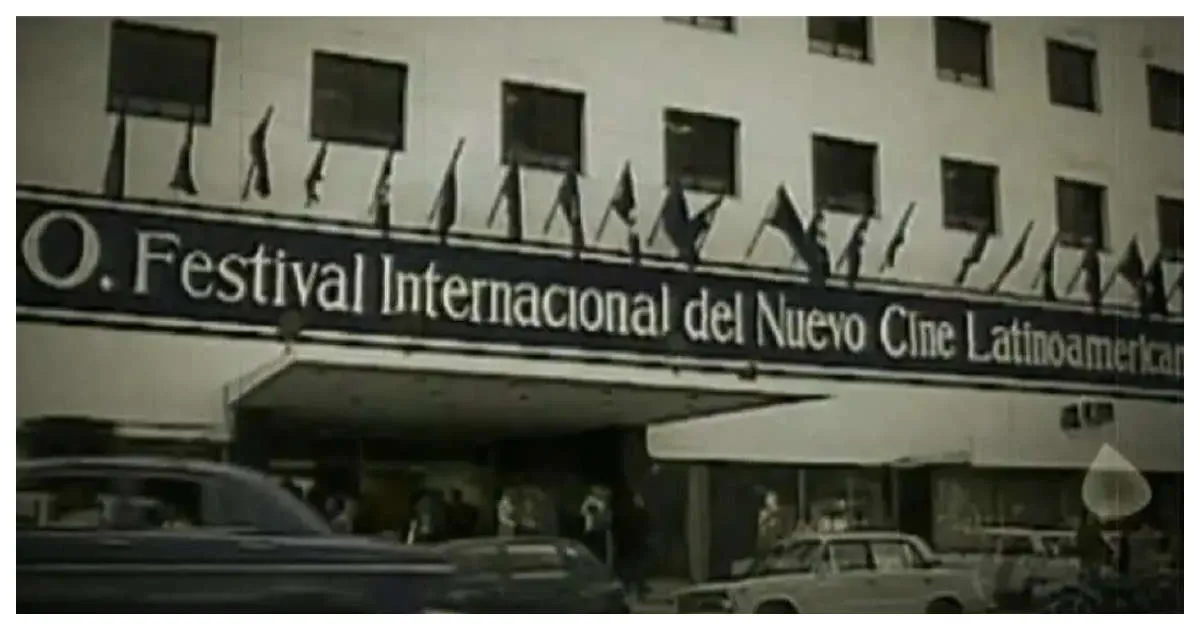 O. Festival Internacional del Nuevo Cine Latinoamerican